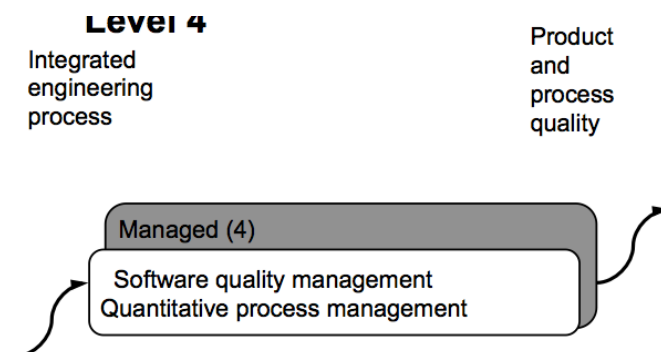 Level 4
Integrated
engineering
process
Product
and
process
quality
Managed (4)
Software quality management
Quantitative process management